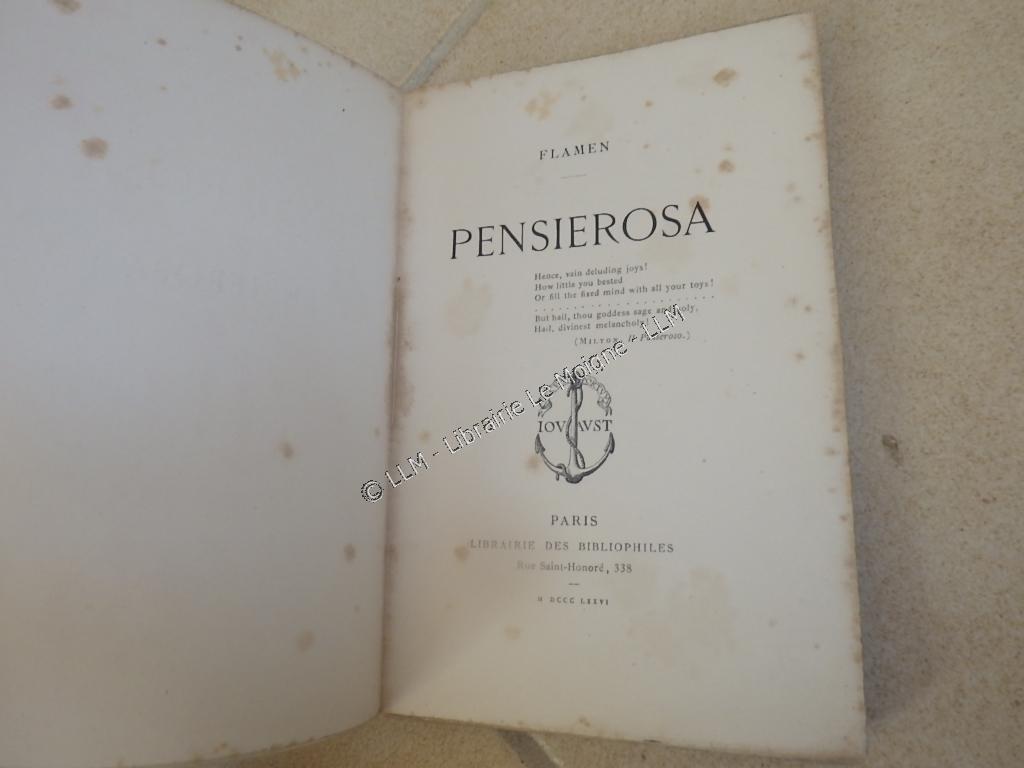 FLAMEN
PENSIEROSA
Hence, vain deluding joys!
How little you bested
Or fill the fixed mind with all your toys!
. . . . . . . . . . . . . . . . . . . . . .
But hail, thou goddess sage and holy,
Hail, divinest melancholy
(MILTON, Il Penseroso.)
IOV AVST
PARIS
LIBRAIRIE DES BIBLIOPHILES
Rue Saint-Honoré, 338
M DCCC LXXVI
© LLM - Librairie Le Moigne - LLM